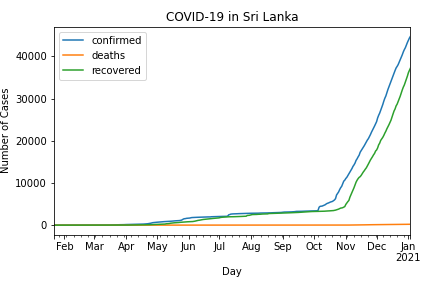 COVID-19 in Sri Lanka
confirmed
deaths
recovered
Number of Cases
40000
30000
20000
10000
0
Feb Mar Apr May Jun Jul Aug Sep Oct Nov Dec Jan
2021
Day